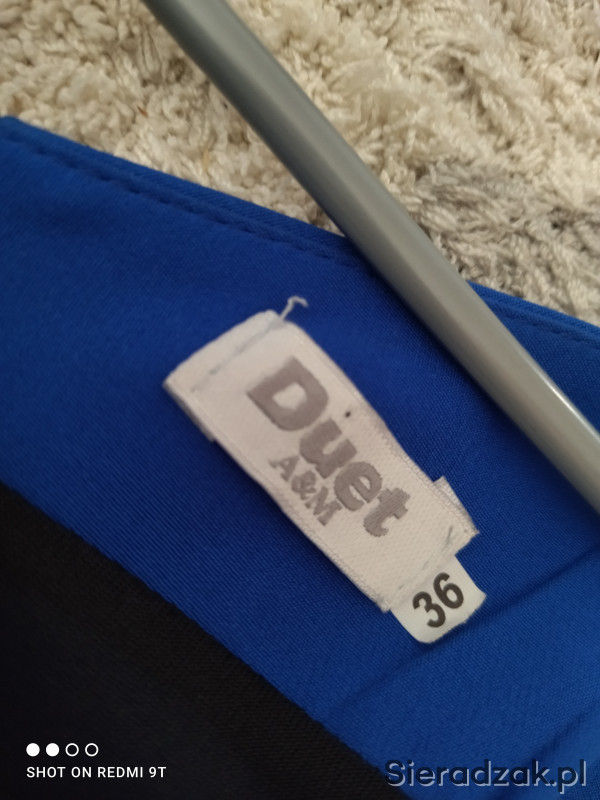 Duet
A&M
36
SHOT ON REDMI 9T
Sieradzak.pl